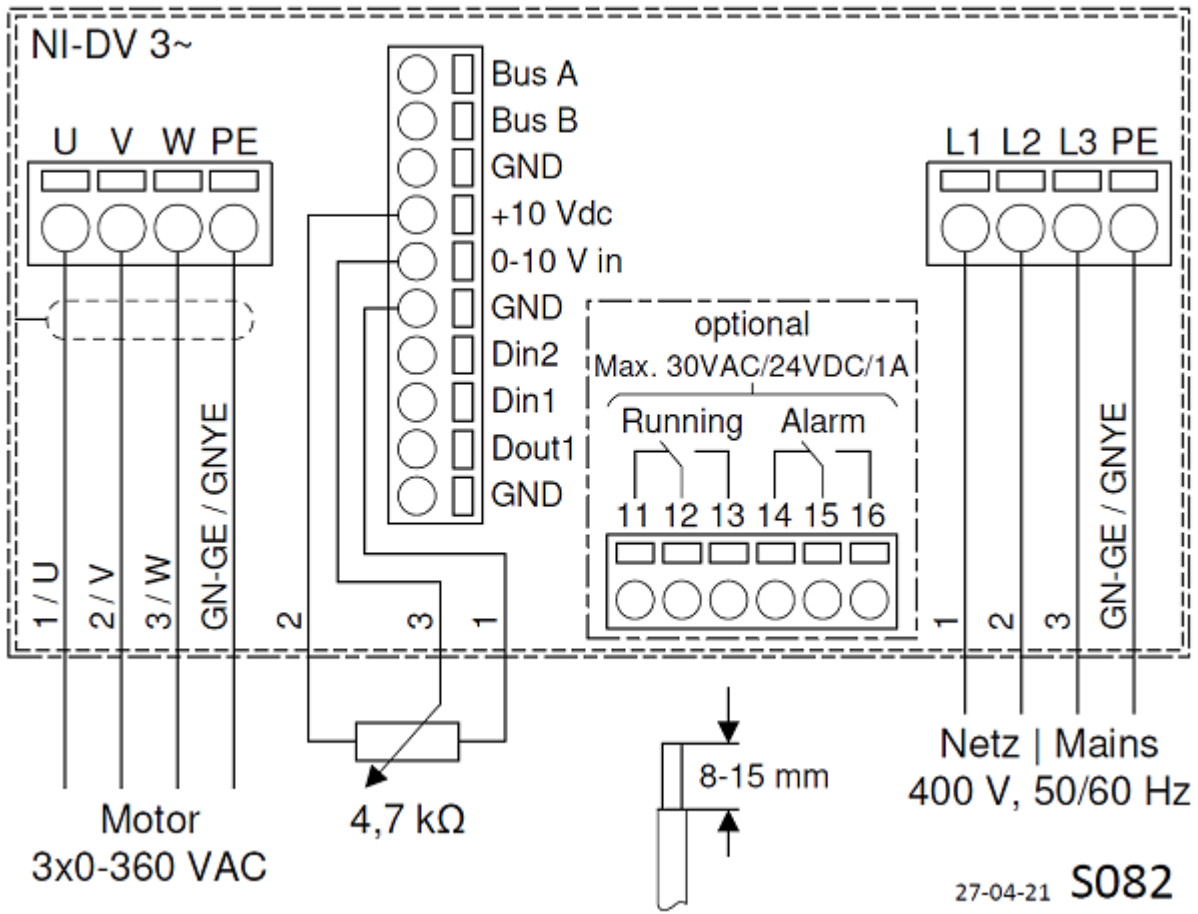 NI-DV 3~
U V W PE
Bus A
Bus B
GND
+10 Vdc
0-10 V in
GND
Din2
Din1
Dout1
GND
L1 L2 L3 PE
optional
Max. 30VAC/24VDC/1A
Running Alarm
11 12 13 14 15 16
1 / U
2 / V
3 / W
GN-GE / GNYE
2
3
1
1
2
3
GN-GE / GNYE
Motor
3x0-360 VAC
4,7 kΩ
8-15 mm
Netz | Mains
400 V, 50/60 Hz
27-04-21 S082